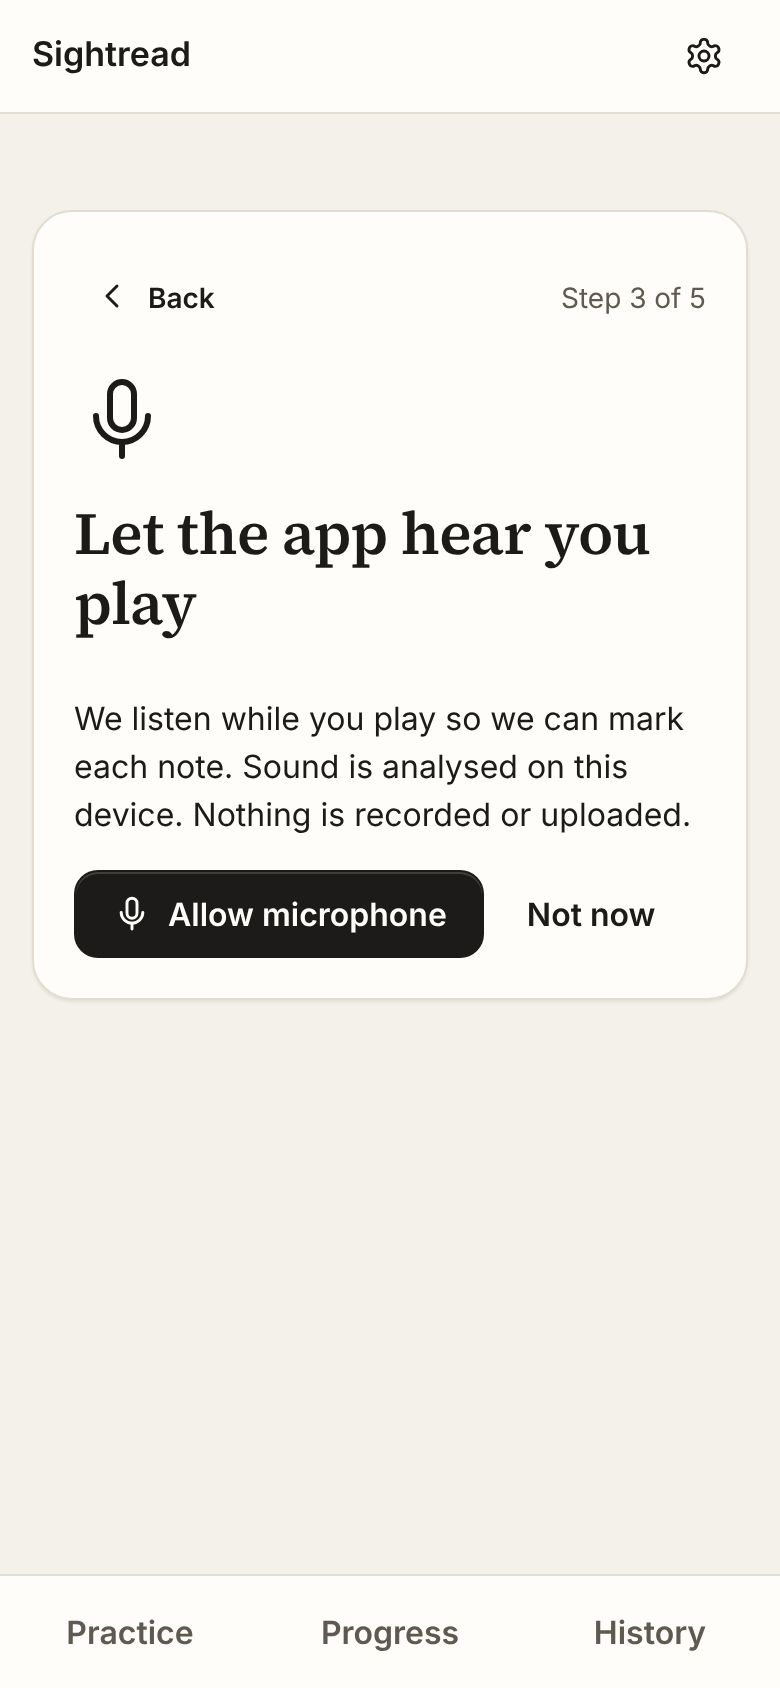 Sightread
Back
Step 3 of 5
Let the app hear you
play
We listen while you play so we can mark
each note. Sound is analysed on this
device. Nothing is recorded or uploaded.
Allow microphone
Not now
Practice
Progress
History